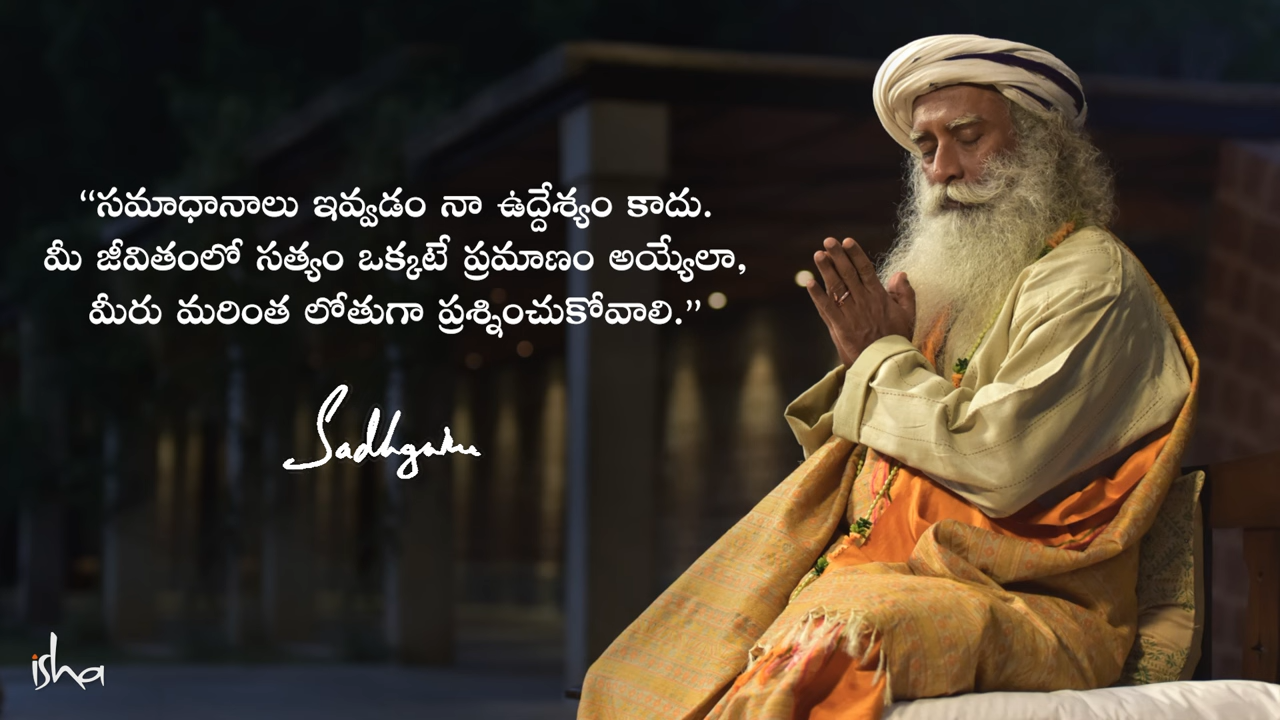 “సమాధానాలు ఇవ్వడం నా ఉద్దేశ్యం కాదు.
మీ జీవితంలో సత్యం ఒక్కటే ప్రమాణం అయ్యేలా,
మీరు మరింత లోతుగా ప్రశ్నించుకోవాలి.”
Sadhguru
isha